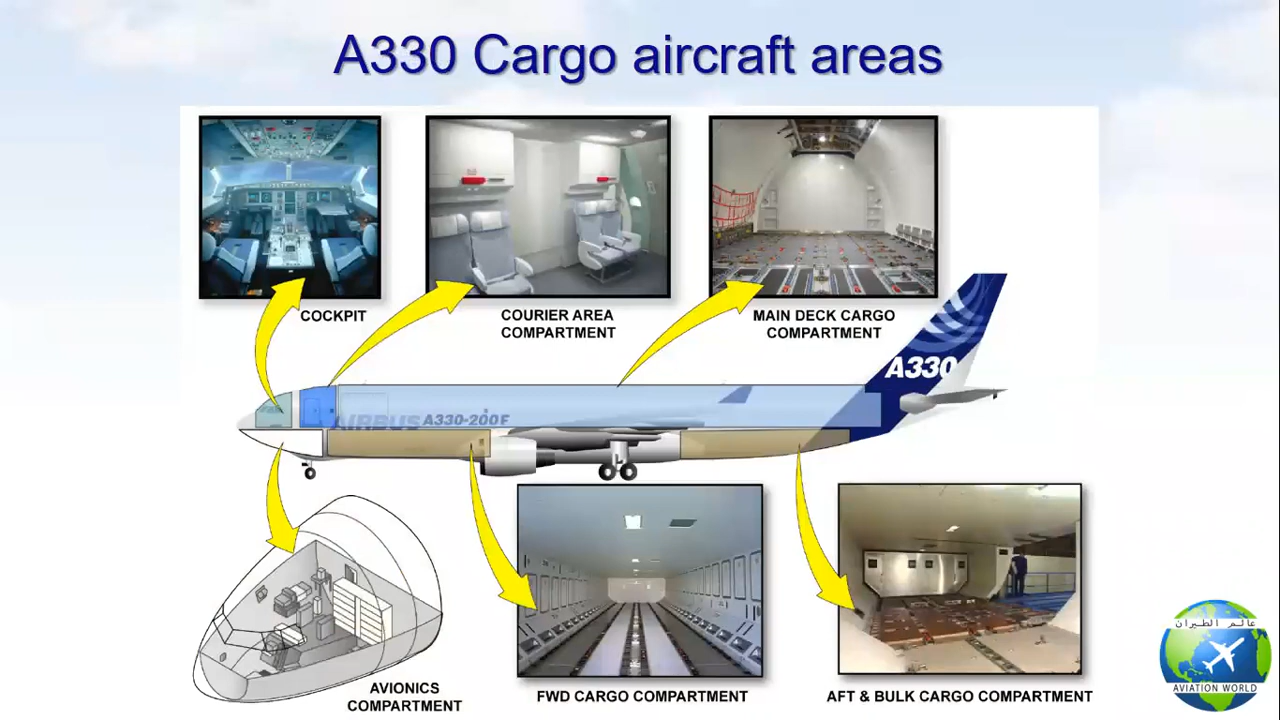 A330 Cargo aircraft areas
COCKPIT
COURIER AREA
COMPARTMENT
MAIN DECK CARGO
COMPARTMENT
A330
AIRBUS A330-200F
AVIONICS
COMPARTMENT
FWD CARGO COMPARTMENT
AFT & BULK CARGO COMPARTMENT
عالم الطيران
AVIATION WORLD